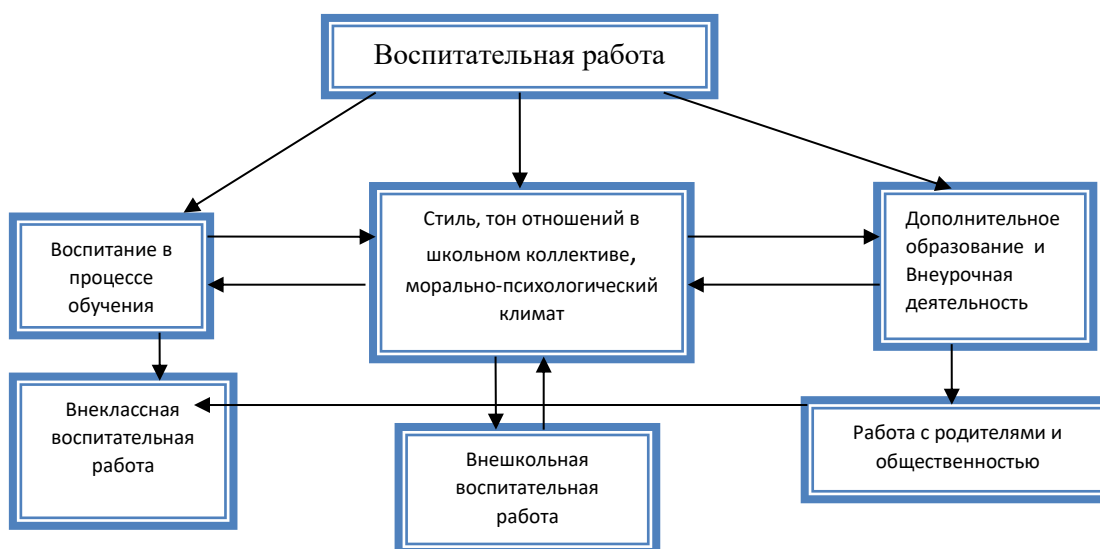 Воспитательная работа
Воспитание в
процессе
обучения
Стиль, тон отношений в
школьном коллективе,
морально-психологический
климат
Дополнительное
образование и
Внеурочная
деятельность
Внеклассная
воспитательная
работа
Внешкольная
воспитательная
работа
Работа с родителями и
общественностью